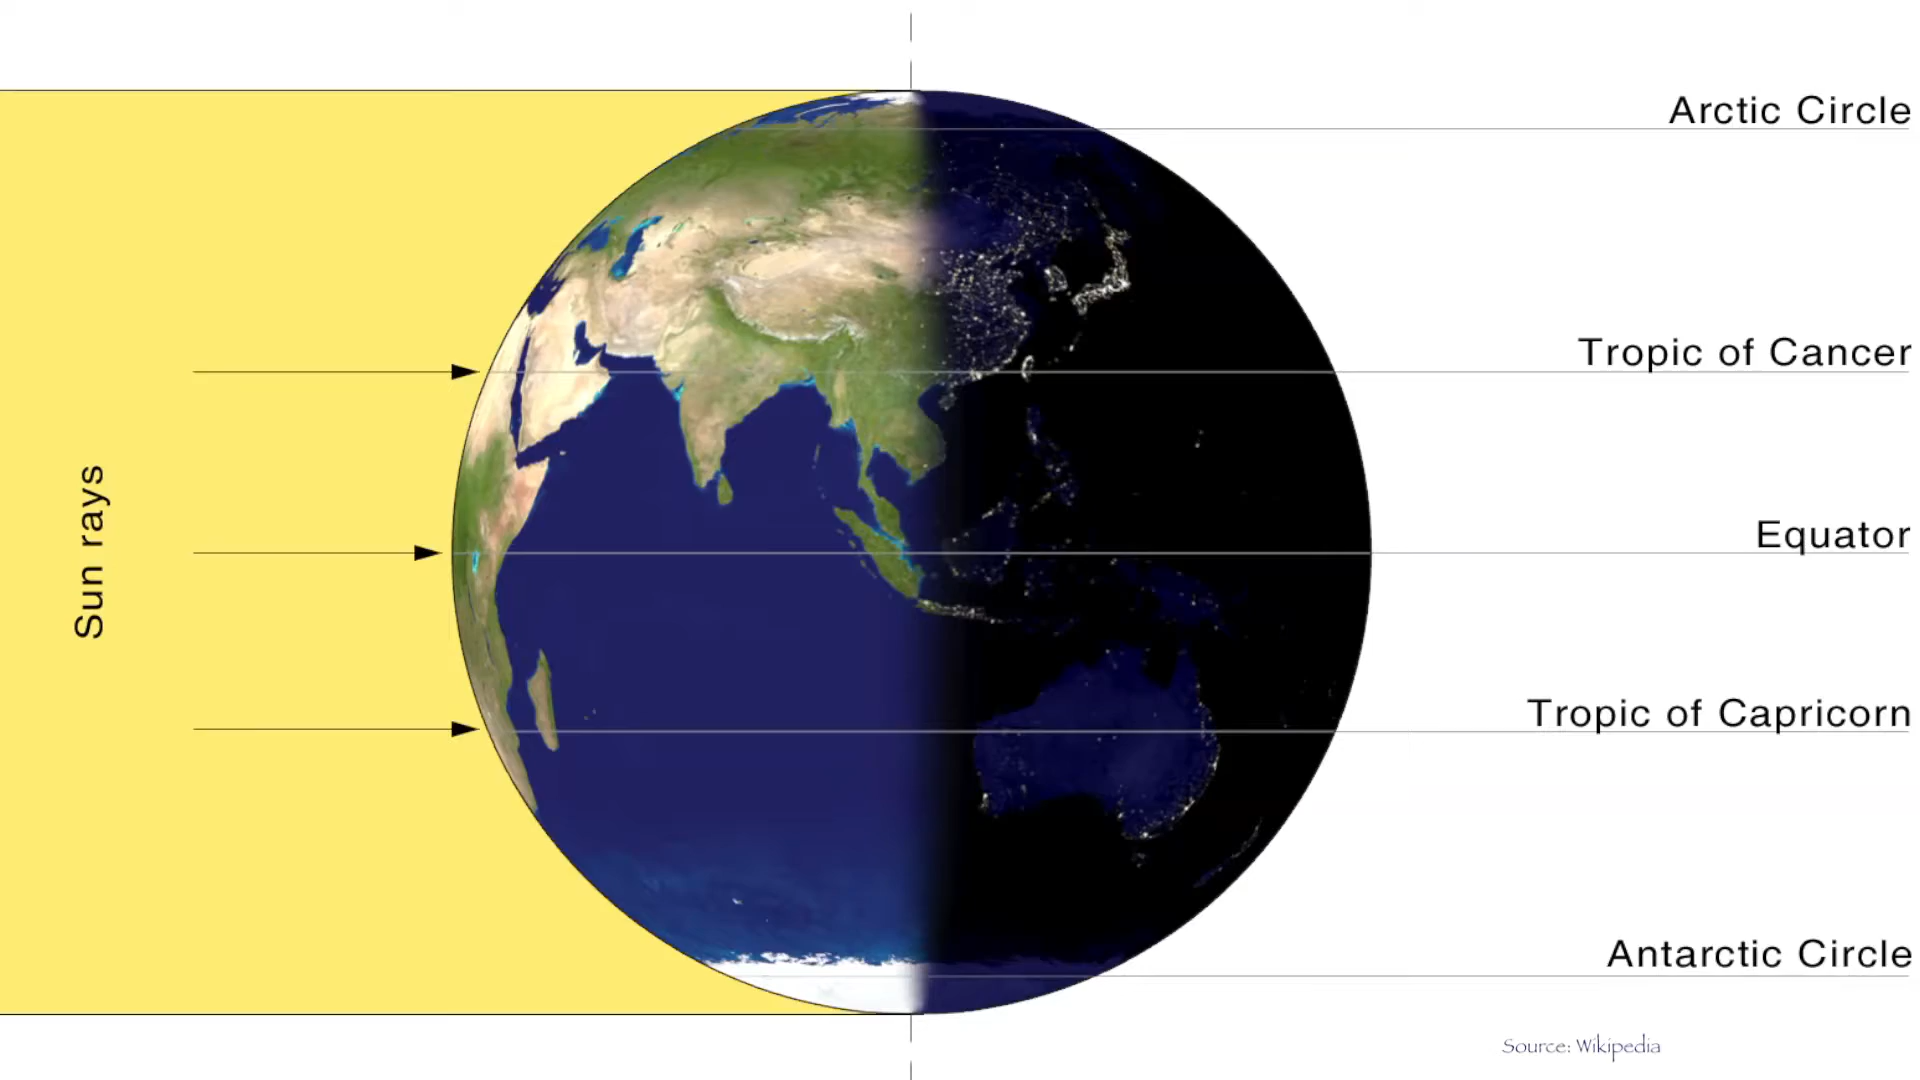 Arctic Circle
Tropic of Cancer
Sun rays
Equator
Tropic of Capricorn
Antarctic Circle
Source: Wikipedia